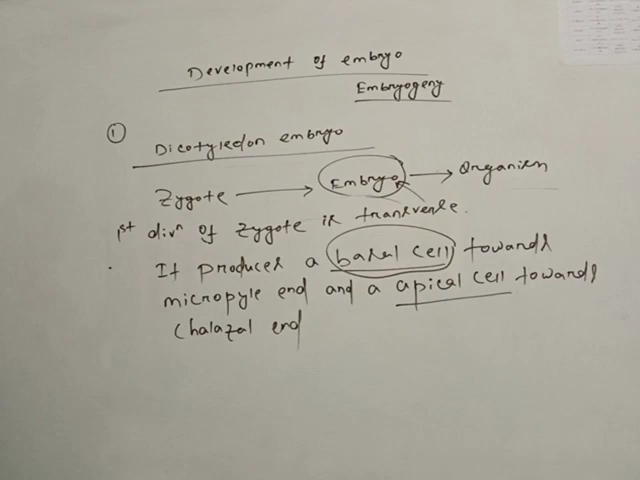 Development of embryo
Embryogeny
① Dicotyledon embryo
Zygote → Embryo → Organism
1st divn of zygote is transverse.
. It produces a basal cell towards
micropyle end and a apical cell towards
Chalazal end